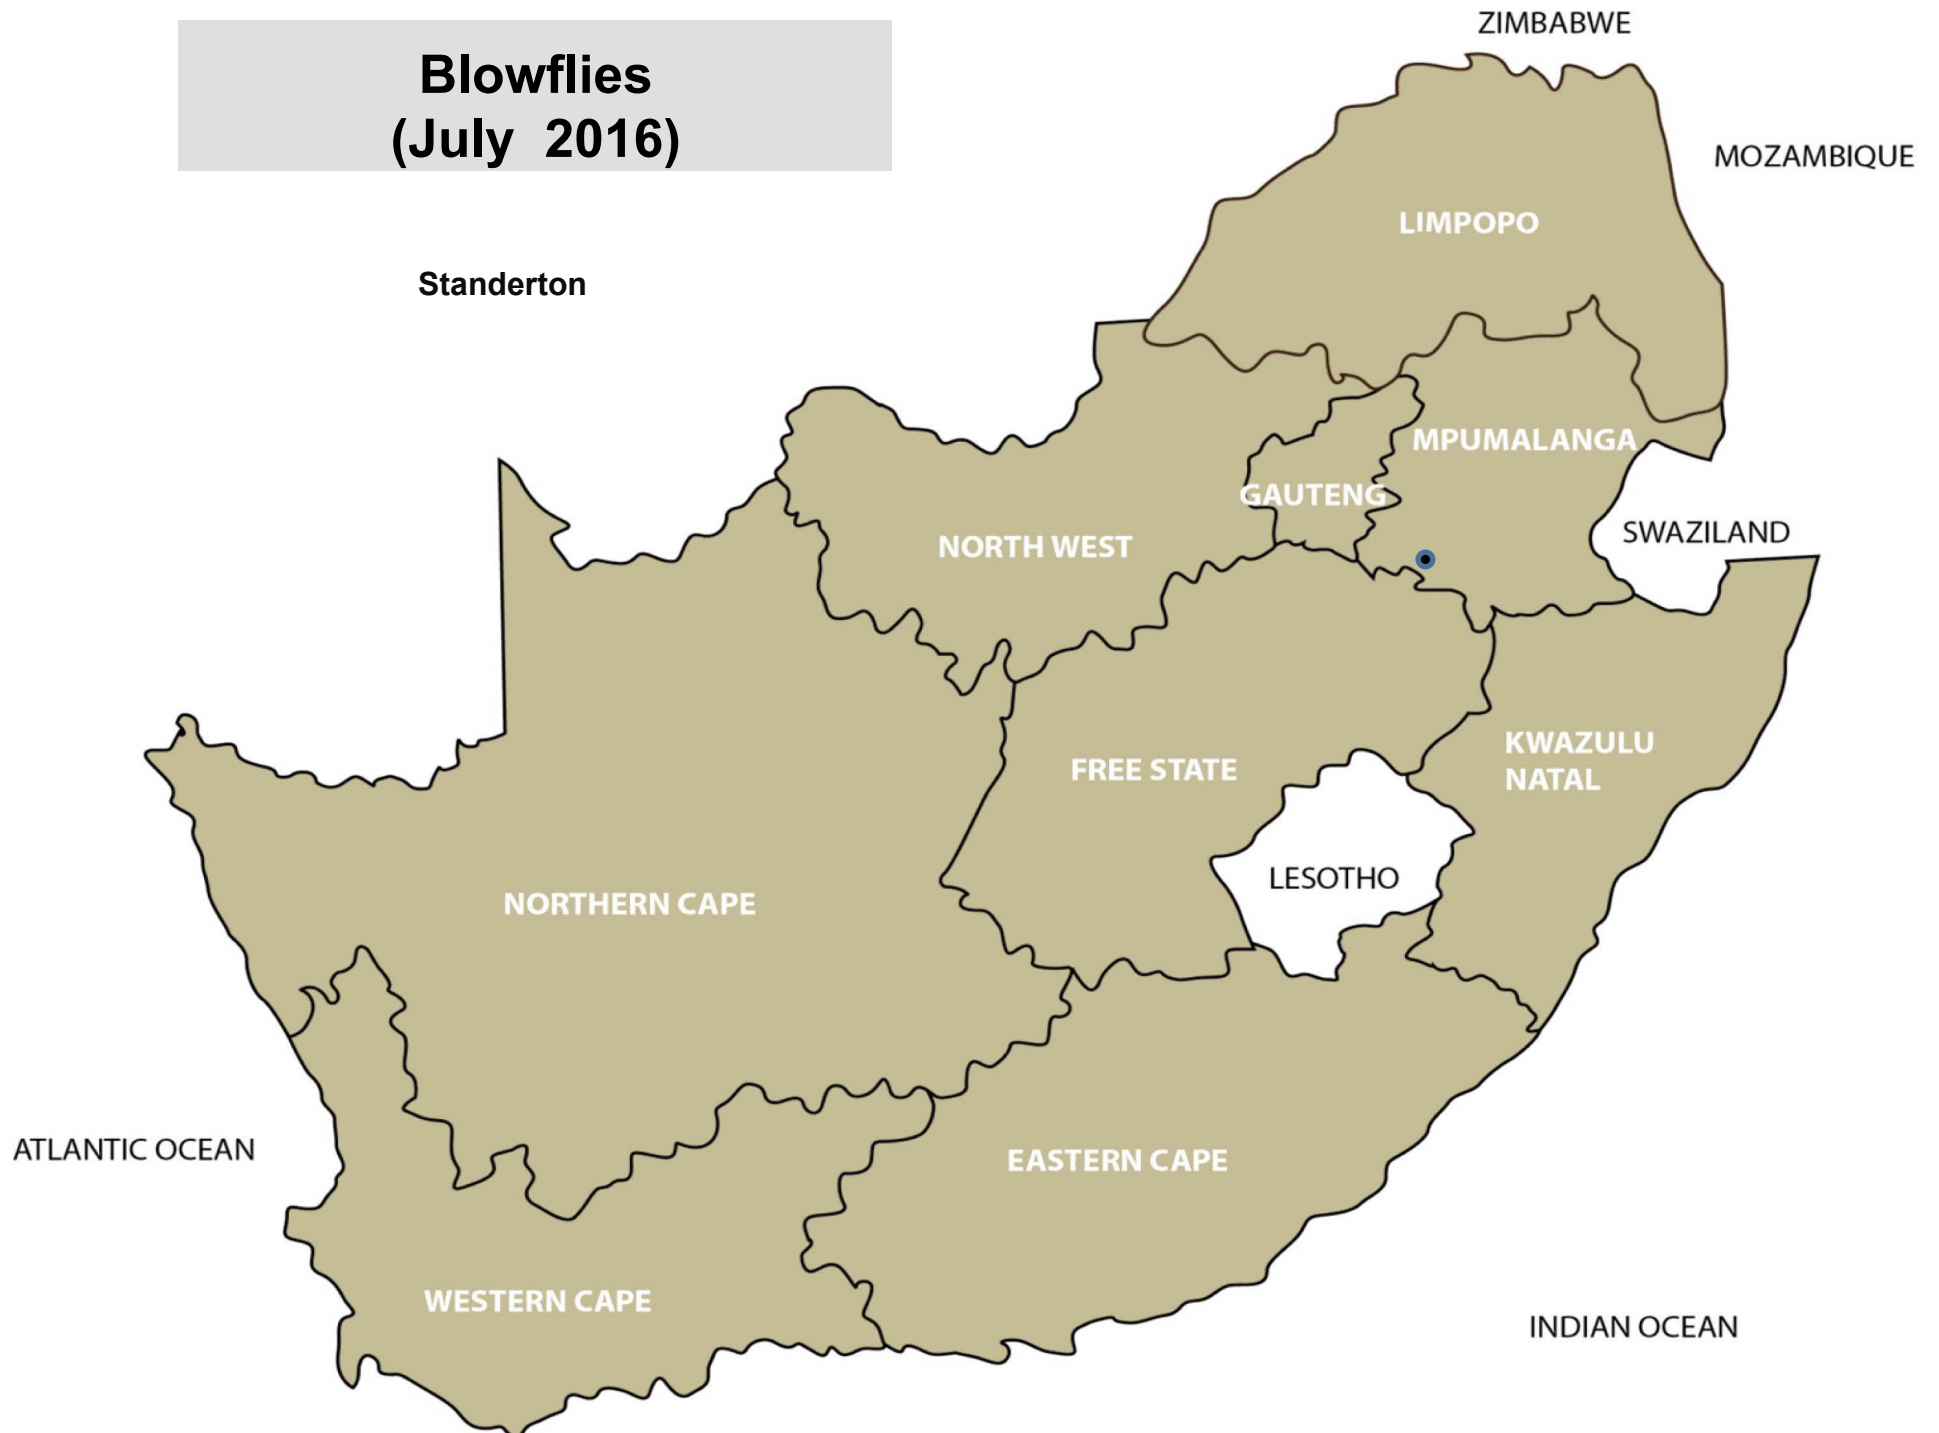 ZIMBABWE
Blowflies
(July  2016)
MOZAMBIQUE
LIMPOPO
Standerton
MPUMALANGA
GAUTENG
SWAZILAND
NORTH WEST
KWAZULU
NATAL
FREE STATE
LESOTHO
NORTHERN CAPE
ATLANTIC OCEAN
EASTERN CAPE
WESTERN CAPE
INDIAN OCEAN